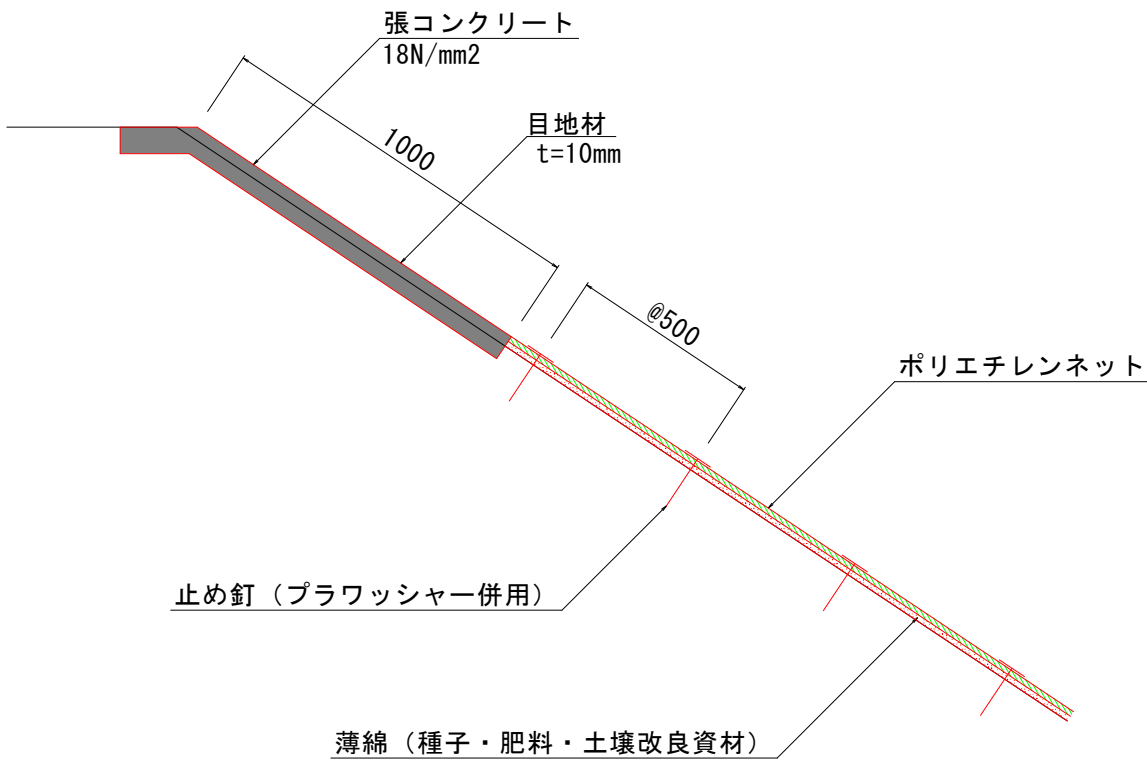 張コンクリート
18N/mm2
目地材
t=10mm
1000
@500
ポリエチレンネット
止め釘（プラワッシャー併用）
薄綿（種子・肥料・土壌改良資材）